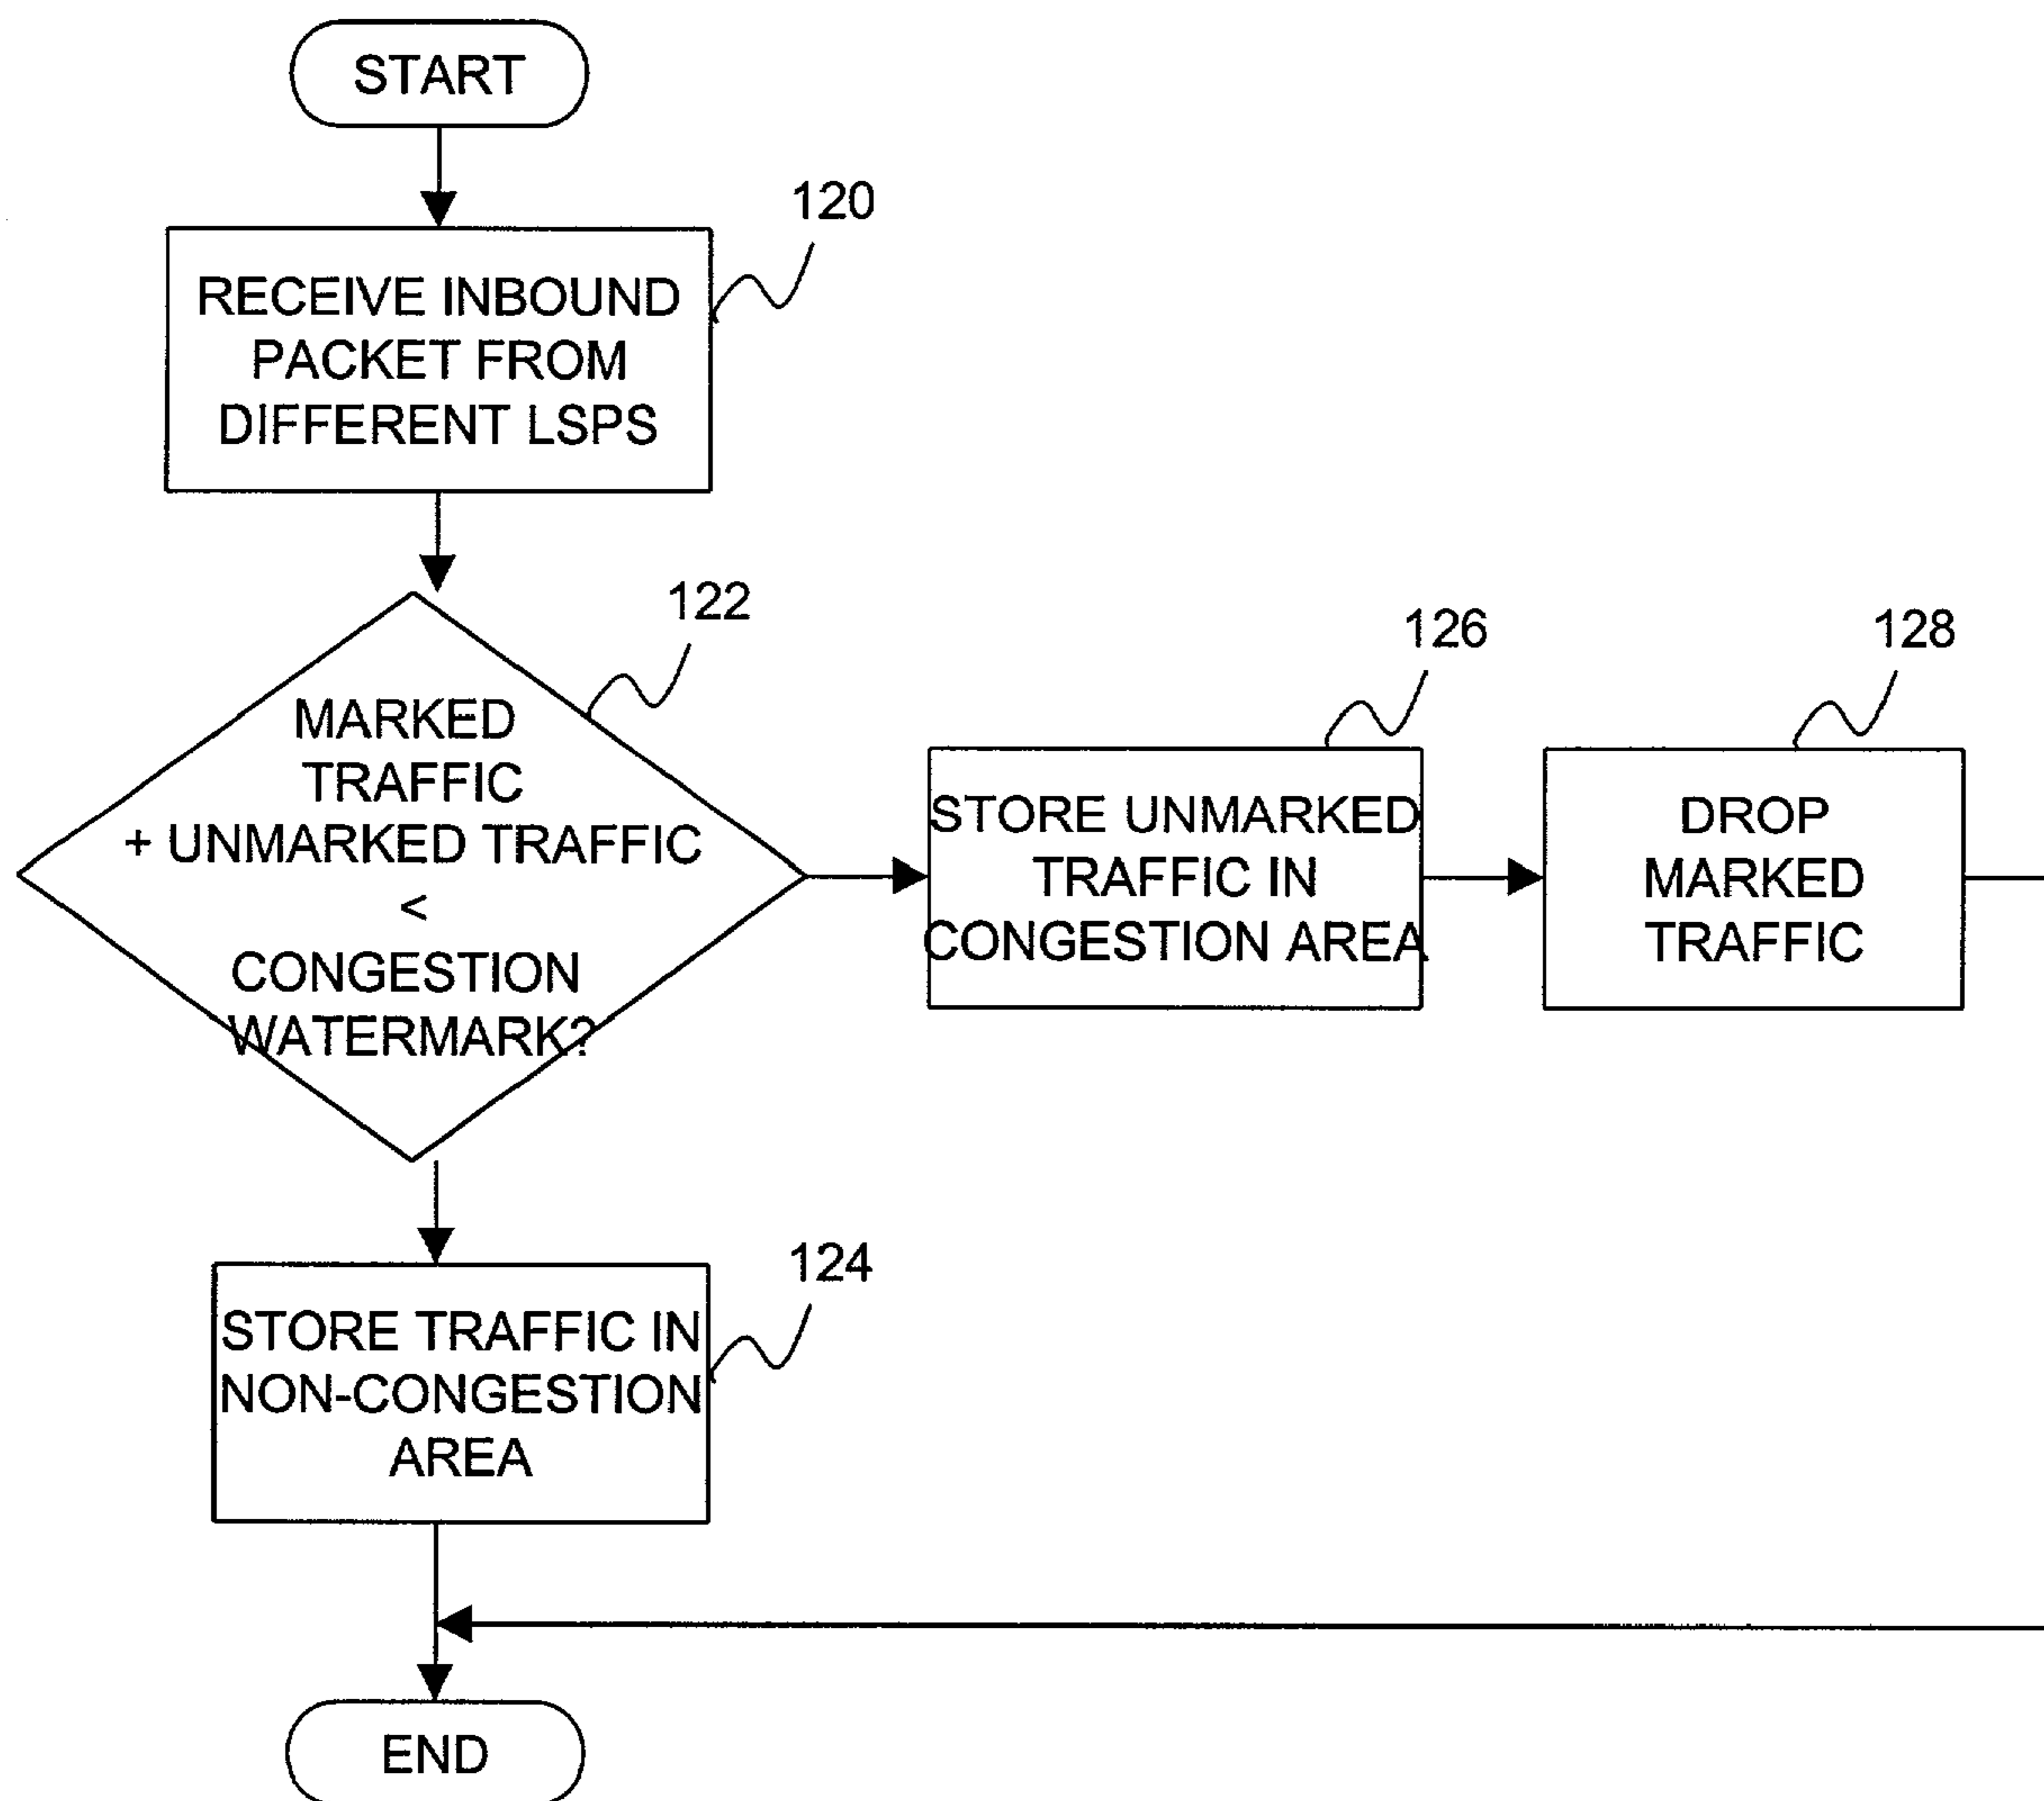 START
120
RECEIVE INBOUND
PACKET FROM
DIFFERENT LSPS
122
MARKED
TRAFFIC
+ UNMARKED TRAFFIC
<
CONGESTION
WATERMARK?
126
STORE UNMARKED
TRAFFIC IN
CONGESTION AREA
128
DROP
MARKED
TRAFFIC
124
STORE TRAFFIC IN
NON-CONGESTION
AREA
END